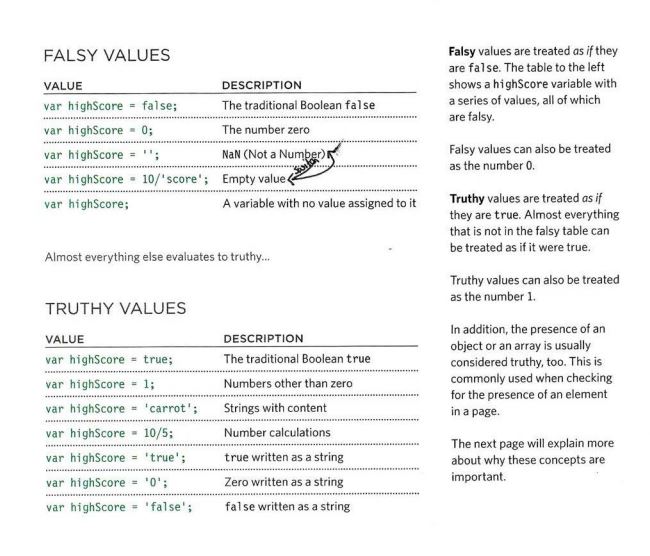 FALSY VALUES
VALUE DESCRIPTION
var highScore = false; The traditional Boolean false
var highScore = 0; The number zero
var highScore = ''; NaN (Not a Number)
switch
var highScore = 10/'score'; Empty value
var highScore; A variable with no value assigned to it
Almost everything else evaluates to truthy...
TRUTHY VALUES
VALUE DESCRIPTION
var highScore = true; The traditional Boolean true
var highScore = 1; Numbers other than zero
var highScore = 'carrot'; Strings with content
var highScore = 10/5; Number calculations
var highScore = 'true'; true written as a string
var highScore = '0'; Zero written as a string
var highScore = 'false'; false written as a string
Falsy values are treated as if they
are false. The table to the left
shows a highScore variable with
a series of values, all of which
are falsy.
Falsy values can also be treated
as the number 0.
Truthy values are treated as if
they are true. Almost everything
that is not in the falsy table can
be treated as if it were true.
Truthy values can also be treated
as the number 1.
In addition, the presence of an
object or an array is usually
considered truthy, too. This is
commonly used when checking
for the presence of an element
in a page.
The next page will explain more
about why these concepts are
important.